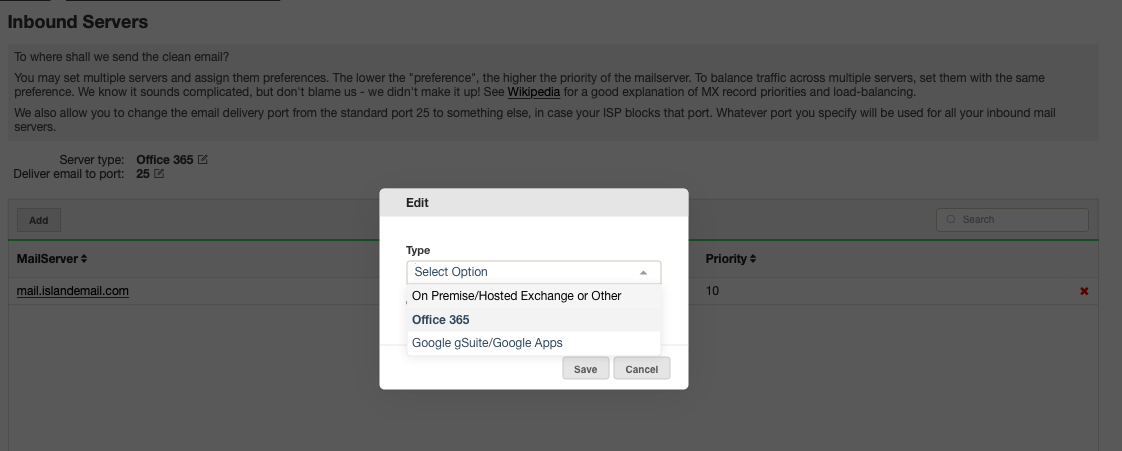 Inbound Servers
To where shall we send the clean email?
You may set multiple servers and assign them preferences. The lower the "preference", the higher the priority of the mailserver. To balance traffic across multiple servers, set them with the same
preference. We know it sounds complicated, but don't blame us - we didn't make it up! See Wikipedia for a good explanation of MX record priorities and load-balancing.
We also allow you to change the email delivery port from the standard port 25 to something else, in case your ISP blocks that port. Whatever port you specify will be used for all your inbound mail
servers.
Server type: Office 365
Deliver email to port: 25
Edit
Add
Search
Type
MailServer
Priority
Select Option
mail.islandemail.com
10
On Premise/Hosted Exchange or Other
Office 365
Google gSuite/Google Apps
Save
Cancel